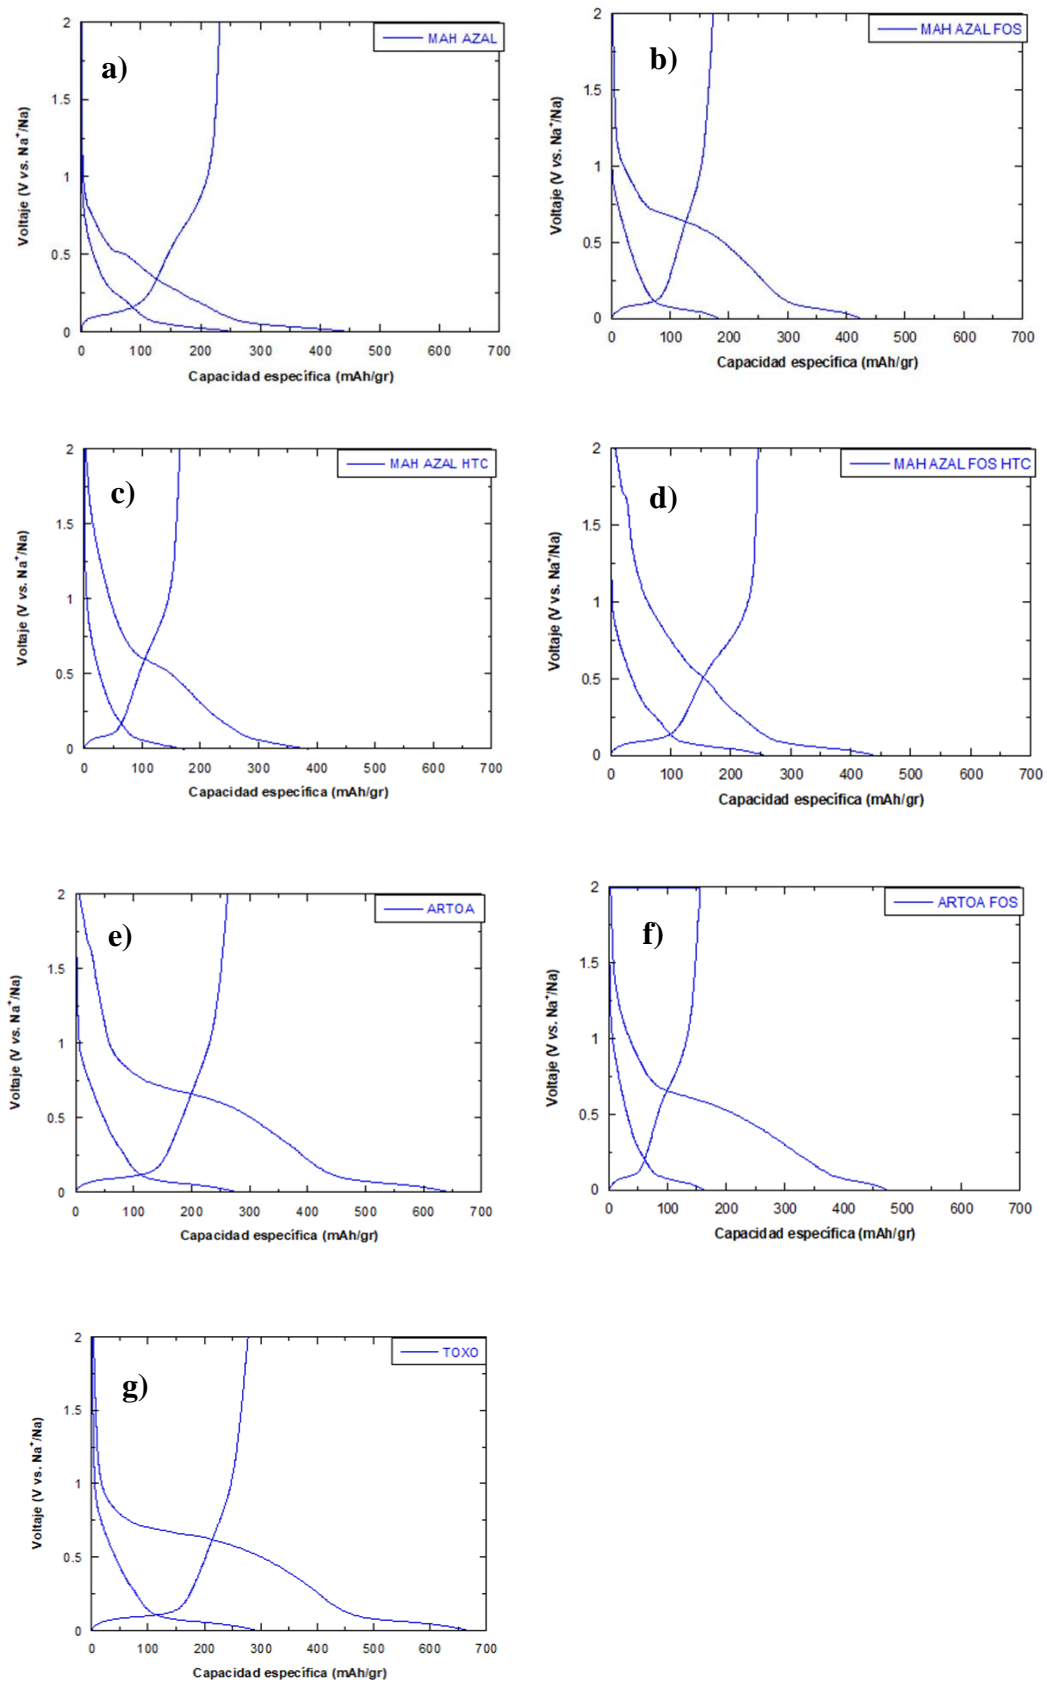 a)
MAH AZAL
Voltaje (V vs. Na⁺/Na)
2
1.5
1
0.5
0
0 100 200 300 400 500 600 700
Capacidad específica (mAh/gr)
b)
MAH AZAL FOS
Voltaje (V vs. Na⁺/Na)
2
1.5
1
0.5
0
0 100 200 300 400 500 600 700
Capacidad específica (mAh/gr)
c)
MAH AZAL HTC
Voltaje (V vs. Na⁺/Na)
2
1.5
1
0.5
0
0 100 200 300 400 500 600 700
Capacidad específica (mAh/gr)
d)
MAH AZAL FOS HTC
Voltaje (V vs. Na⁺/Na)
2
1.5
1
0.5
0
0 100 200 300 400 500 600 700
Capacidad específica (mAh/gr)
e)
ARTOA
Voltaje (V vs. Na⁺/Na)
2
1.5
1
0.5
0
0 100 200 300 400 500 600 700
Capacidad específica (mAh/gr)
f)
ARTOA FOS
Voltaje (V vs. Na⁺/Na)
2
1.5
1
0.5
0
0 100 200 300 400 500 600 700
Capacidad específica (mAh/gr)
g)
TOXO
Voltaje (V vs. Na⁺/Na)
2
1.5
1
0.5
0
0 100 200 300 400 500 600 700
Capacidad específica (mAh/gr)